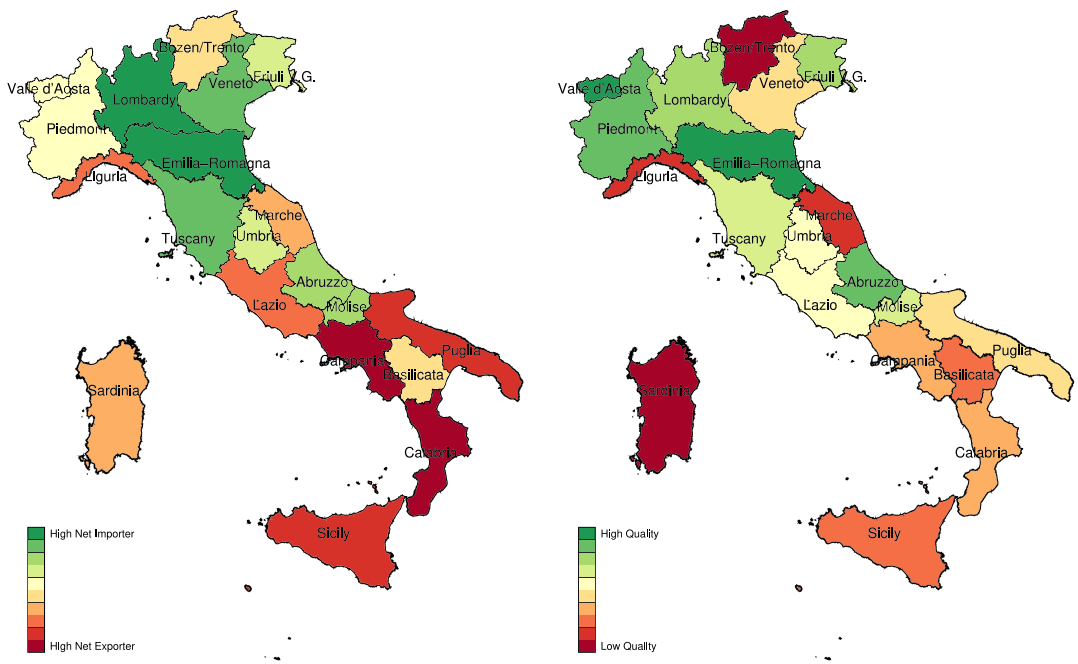 Bozen/Trento
Friuli V.G.
Valle d'Aosta
Veneto
Lombardy
Piedmont
Emilia–Romagna
Liguria
Marche
Umbria
Tuscany
Abruzzo
Lazio
Molise
Puglia
Campania
Basilicata
Sardinia
Calabria
Sicily
High Net Importer
High Net Exporter
Bozen/Trento
Friuli V.G.
Valle d'Aosta
Veneto
Lombardy
Piedmont
Emilia–Romagna
Liguria
Marche
Umbria
Tuscany
Abruzzo
Lazio
Molise
Puglia
Campania
Basilicata
Sardinia
Calabria
Sicily
High Quality
Low Quality